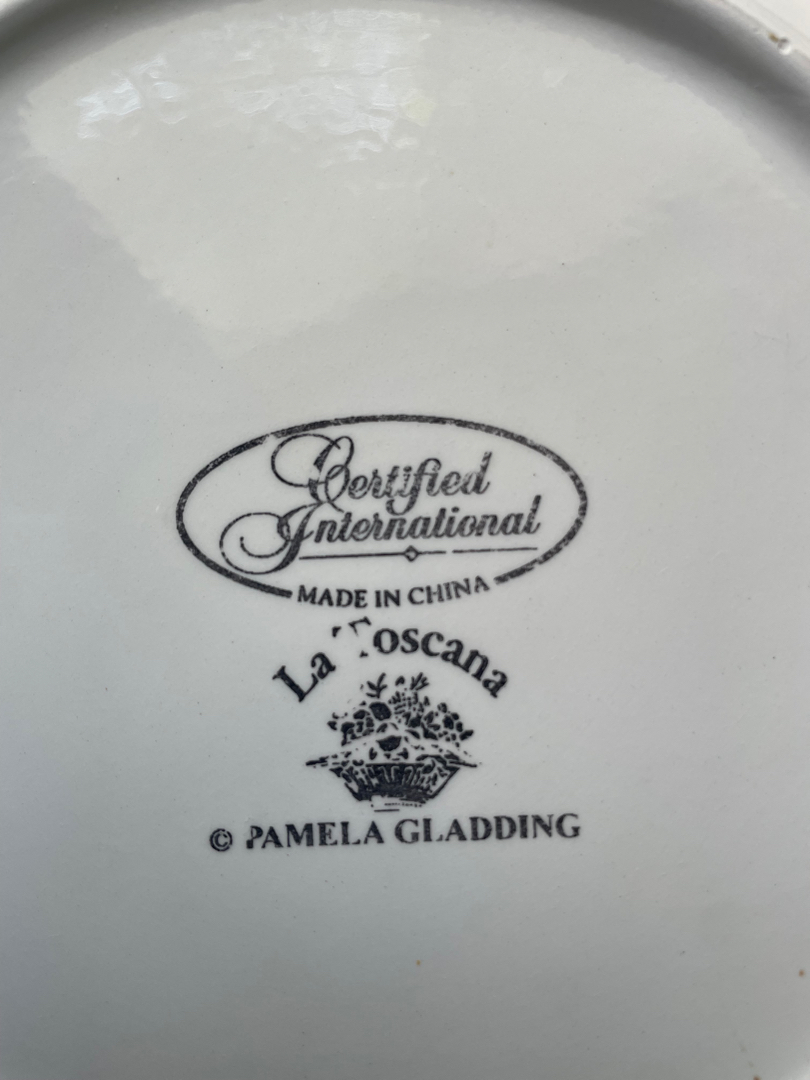 Certified
International
MADE IN CHINA
La Toscana
© PAMELA GLADDING